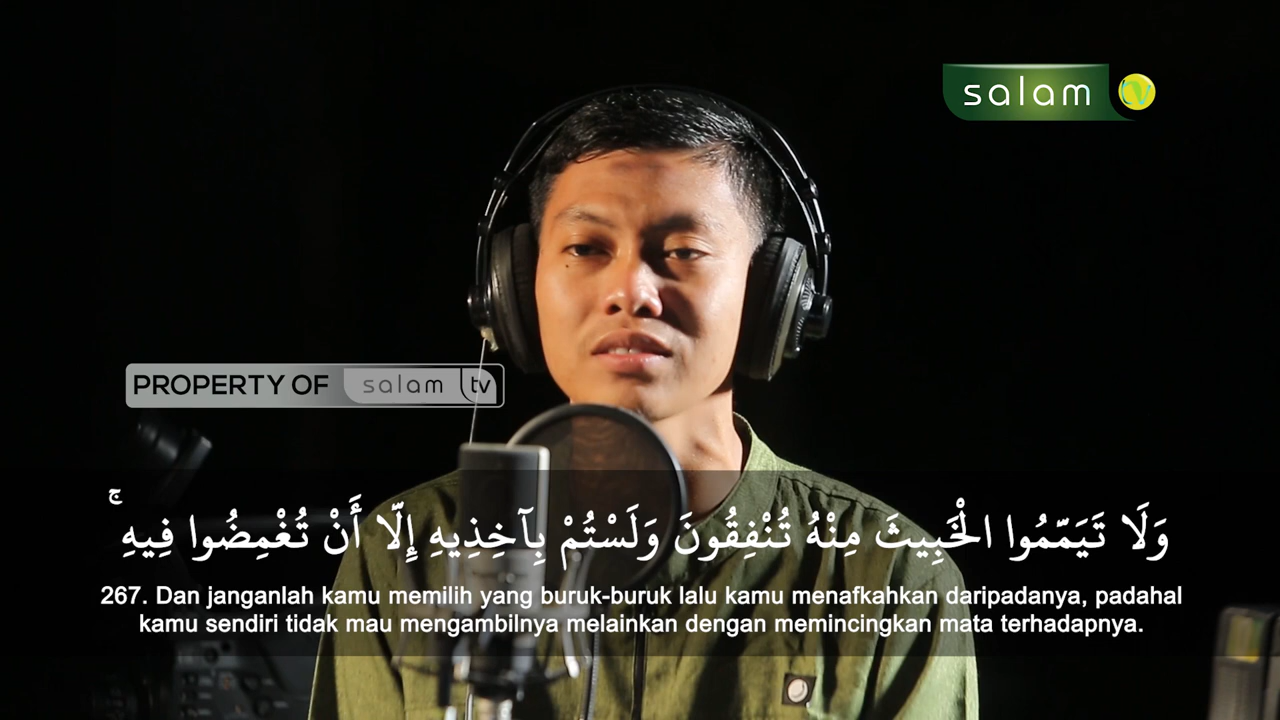 salam tv
PROPERTY OF salam tv
وَلَا تَيَمَّمُوا الْخَبِيثَ مِنْهُ تُنْفِقُونَ وَلَسْتُمْ بِآخِذِيهِ إِلَّا أَنْ تُغْمِضُوا فِيهِ ۚ
267. Dan janganlah kamu memilih yang buruk-buruk lalu kamu menafkahkan daripadanya, padahal
kamu sendiri tidak mau mengambilnya melainkan dengan memincingkan mata terhadapnya.